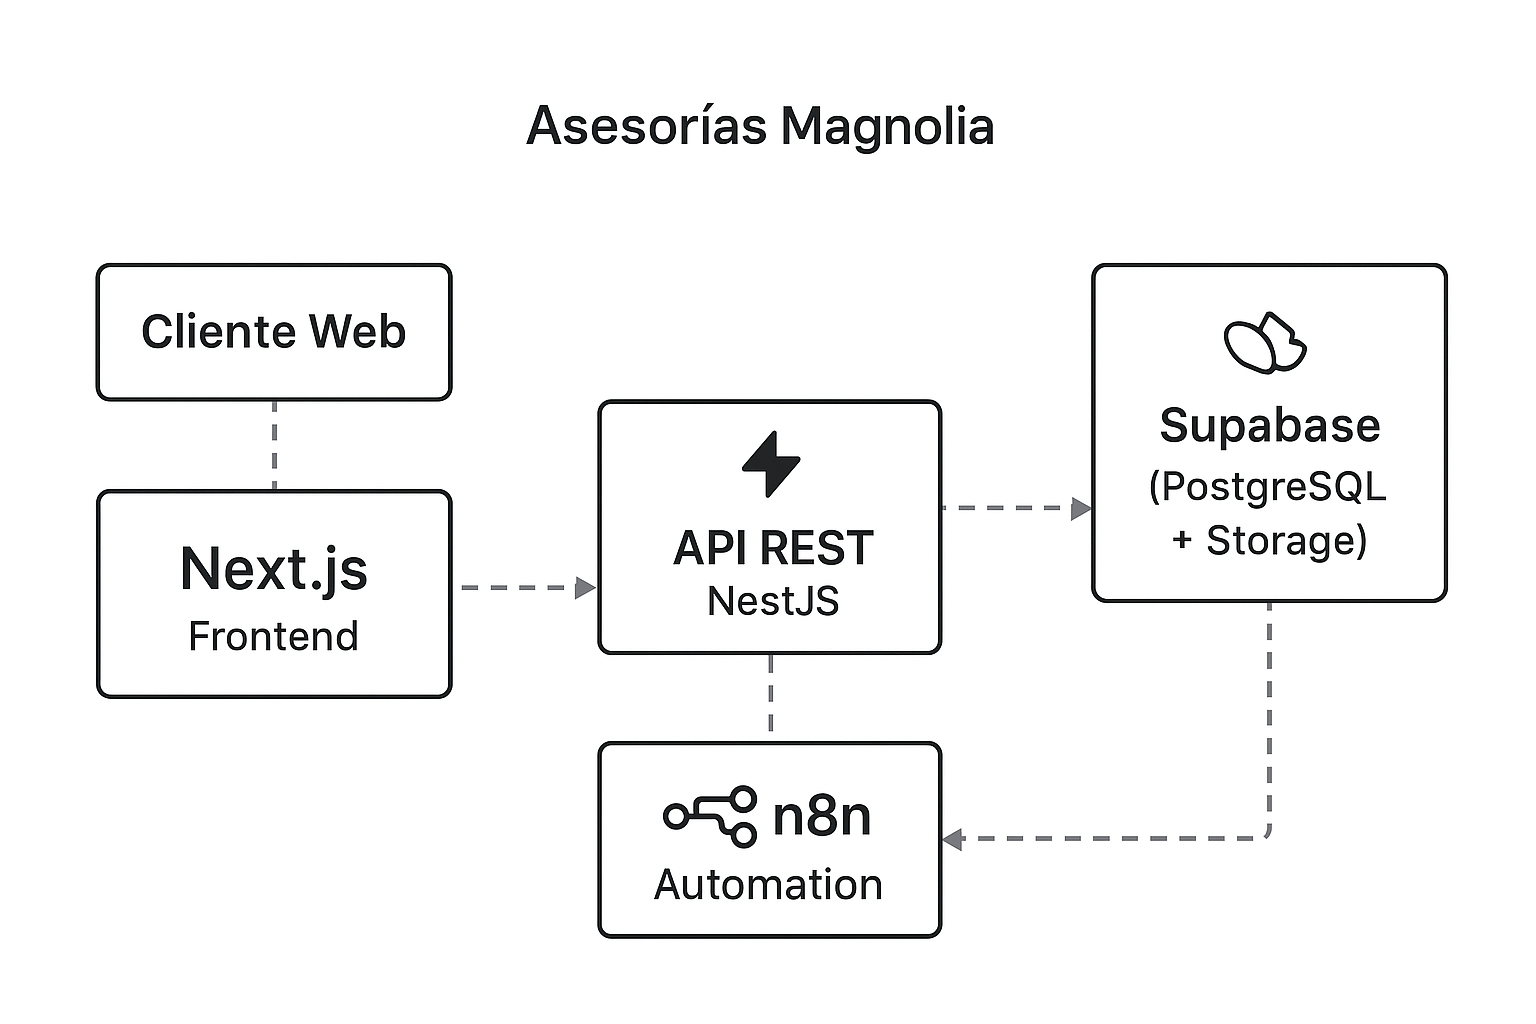 Asesorías Magnolia
Cliente Web
Next.js
Frontend
API REST
NestJS
Supabase
(PostgreSQL
+ Storage)
n8n
Automation